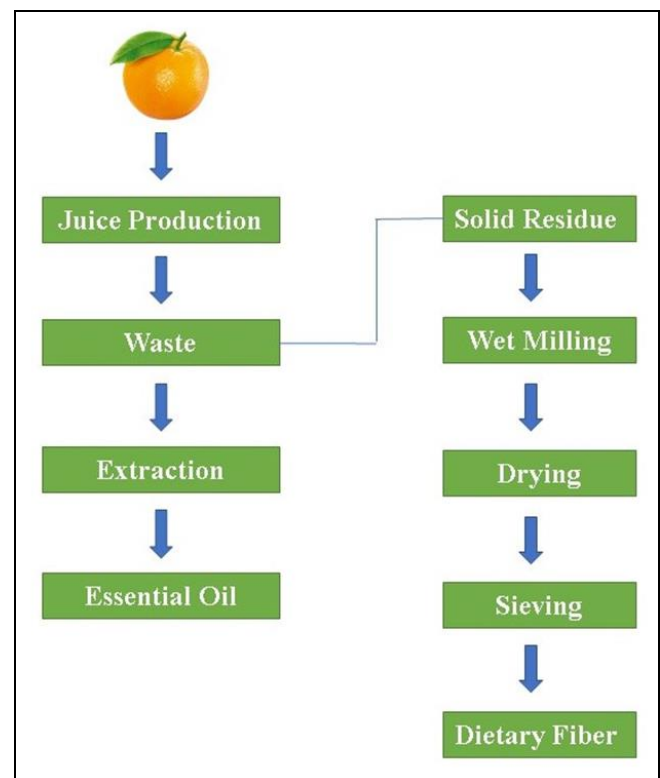 Juice Production
Waste
Extraction
Essential Oil
Solid Residue
Wet Milling
Drying
Sieving
Dietary Fiber